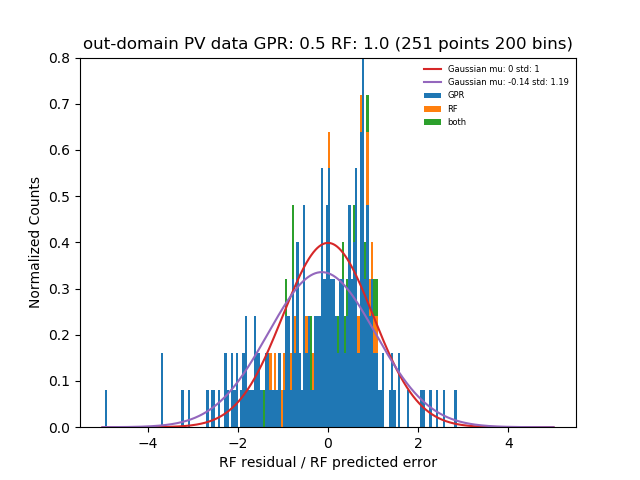 out-domain PV data GPR: 0.5 RF: 1.0 (251 points 200 bins)
Gaussian mu: 0 std: 1
Gaussian mu: -0.14 std: 1.19
GPR
RF
both
Normalized Counts
0.8
0.7
0.6
0.5
0.4
0.3
0.2
0.1
0.0
−4
−2
0
2
4
RF residual / RF predicted error